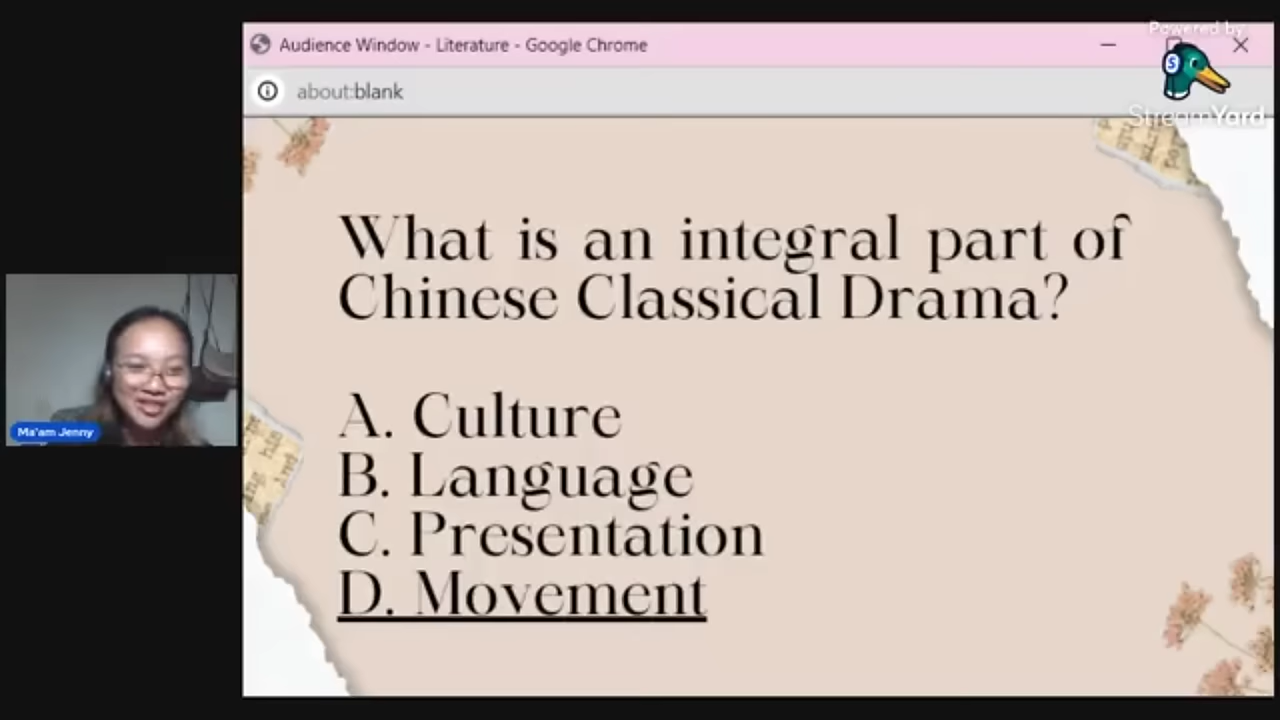 Audience Window - Literature - Google Chrome
Powered by
about:blank
StreamYard
What is an integral part of
Chinese Classical Drama?
A. Culture
B. Language
C. Presentation
D. Movement
Ma'am Jenny